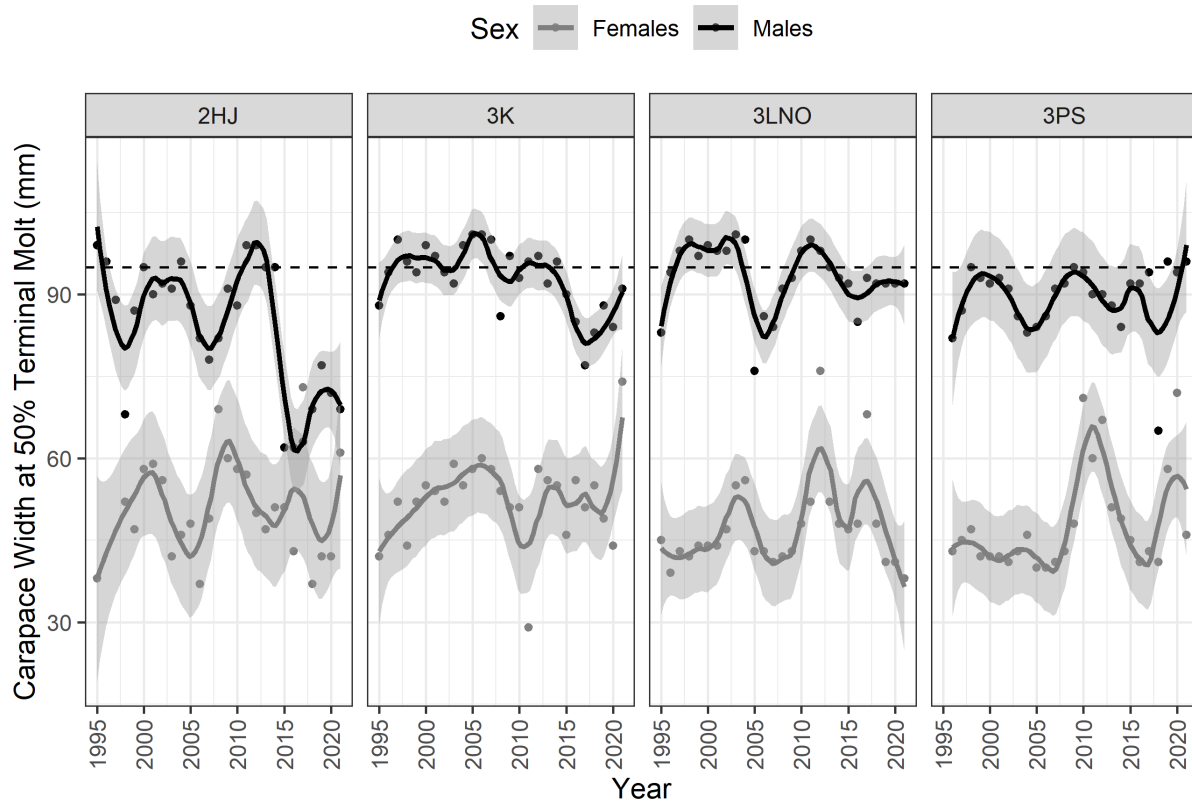 Sex Females Males
2HJ 3K 3LNO 3PS
Carapace Width at 50% Terminal Molt (mm)
90
60
30
1995 2000 2005 2010 2015 2020 1995 2000 2005 2010 2015 2020 1995 2000 2005 2010 2015 2020 1995 2000 2005 2010 2015 2020
Year